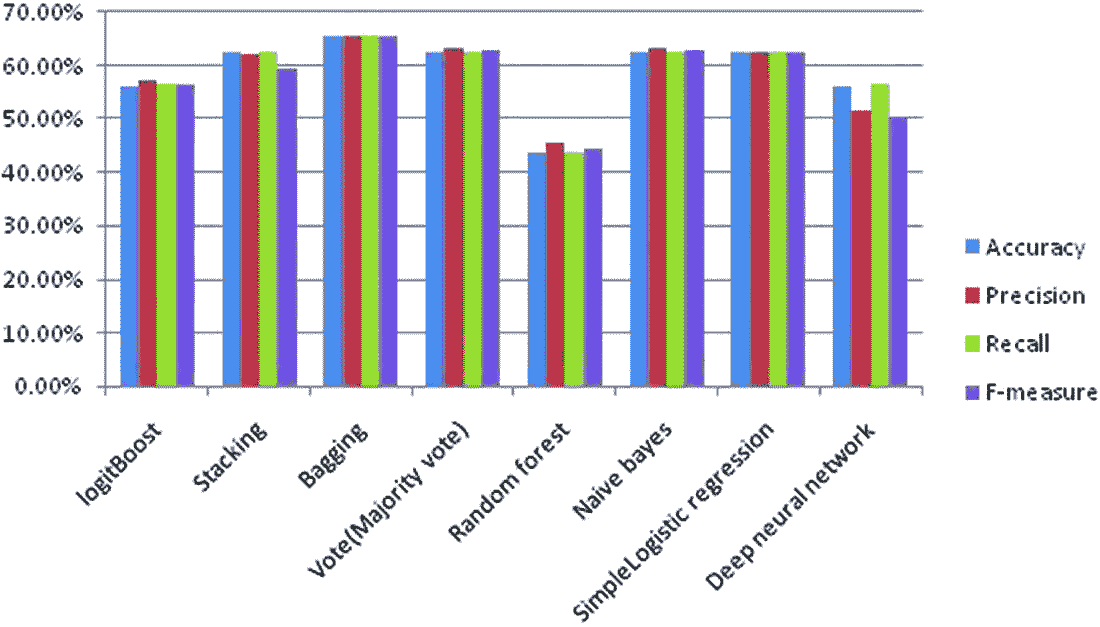 70.00%
60.00%
50.00%
40.00%
30.00%
20.00%
10.00%
0.00%
logitBoost
Stacking
Bagging
Vote(Majority vote)
Random forest
Naive bayes
SimpleLogistic regression
Deep neural network
Accuracy
Precision
Recall
F-measure